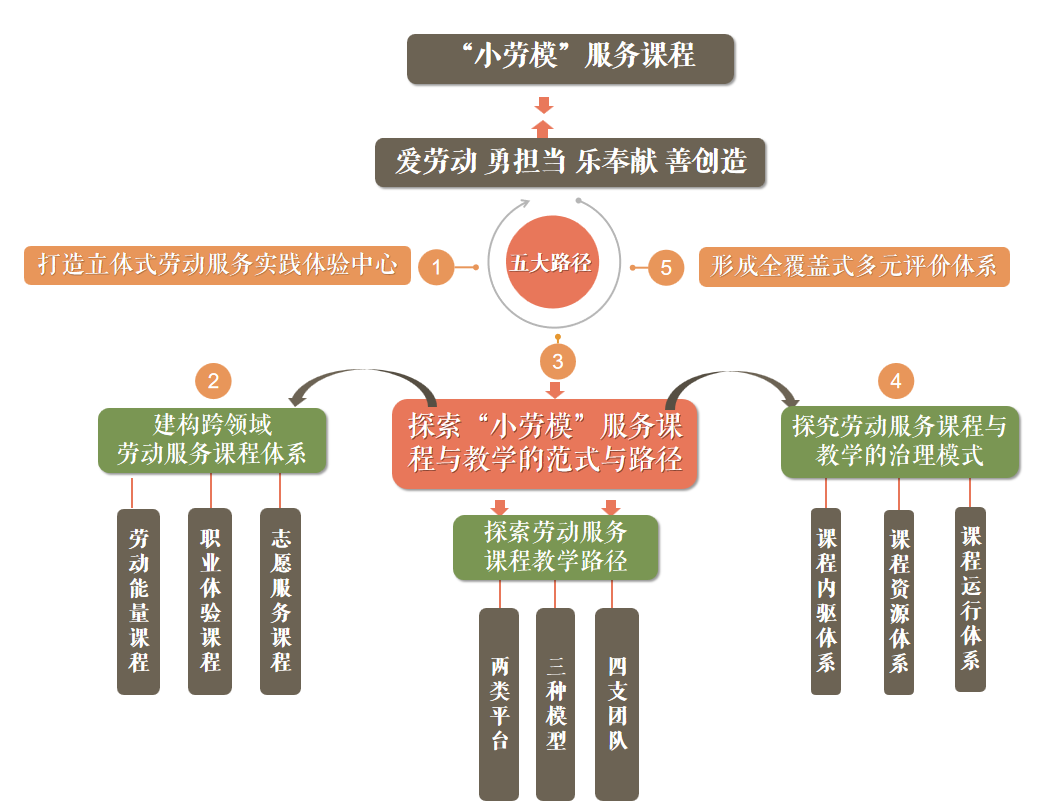 “小劳模”服务课程
爱劳动 勇担当 乐奉献 善创造
五大路径
打造立体式劳动服务实践体验中心
1
5
形成全覆盖式多元评价体系
3
2
建构跨领域
劳动服务课程体系
探索“小劳模”服务课
程与教学的范式与路径
4
探究劳动服务课程与
教学的治理模式
劳动能量课程
职业体验课程
志愿服务课程
探索劳动服务
课程教学路径
两类平台
三种模型
四支团队
课程内驱体系
课程资源体系
课程运行体系